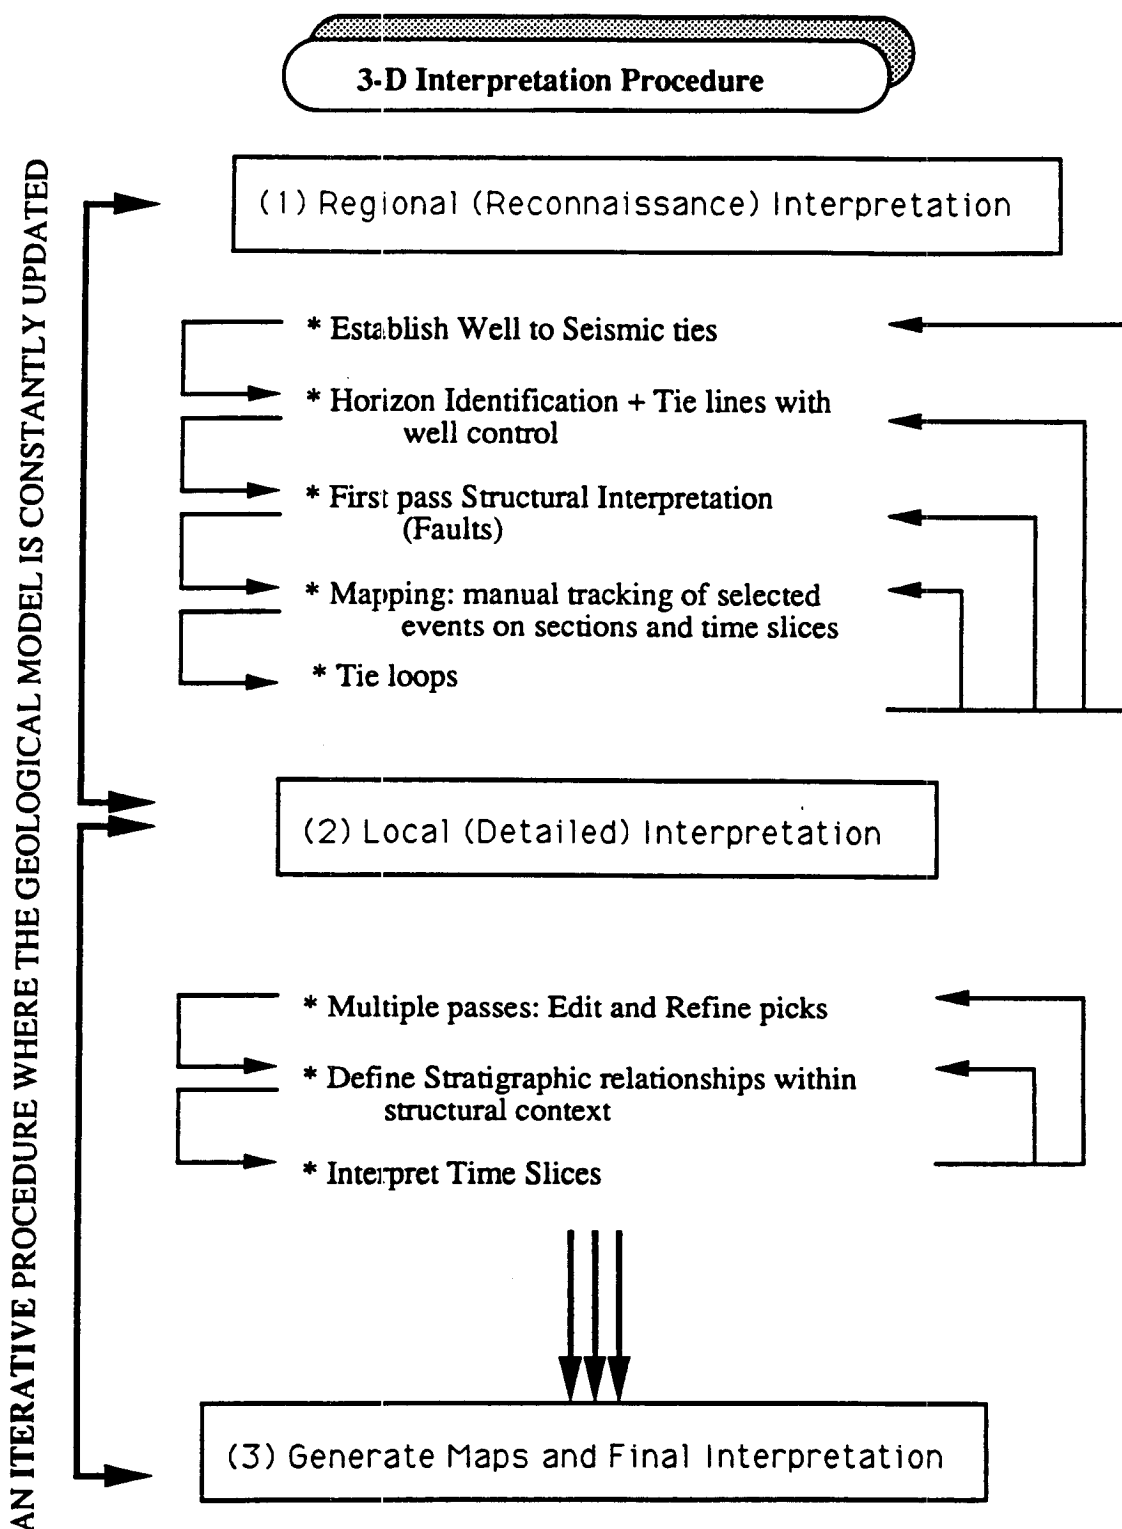 3-D Interpretation Procedure
AN ITERATIVE PROCEDURE WHERE THE GEOLOGICAL MODEL IS CONSTANTLY UPDATED
(1) Regional (Reconnaissance) Interpretation
* Establish Well to Seismic ties
* Horizon Identification + Tie lines with
well control
* First pass Structural Interpretation
(Faults)
* Mapping: manual tracking of selected
events on sections and time slices
* Tie loops
(2) Local (Detailed) Interpretation
* Multiple passes: Edit and Refine picks
* Define Stratigraphic relationships within
structural context
* Interpret Time Slices
(3) Generate Maps and Final Interpretation